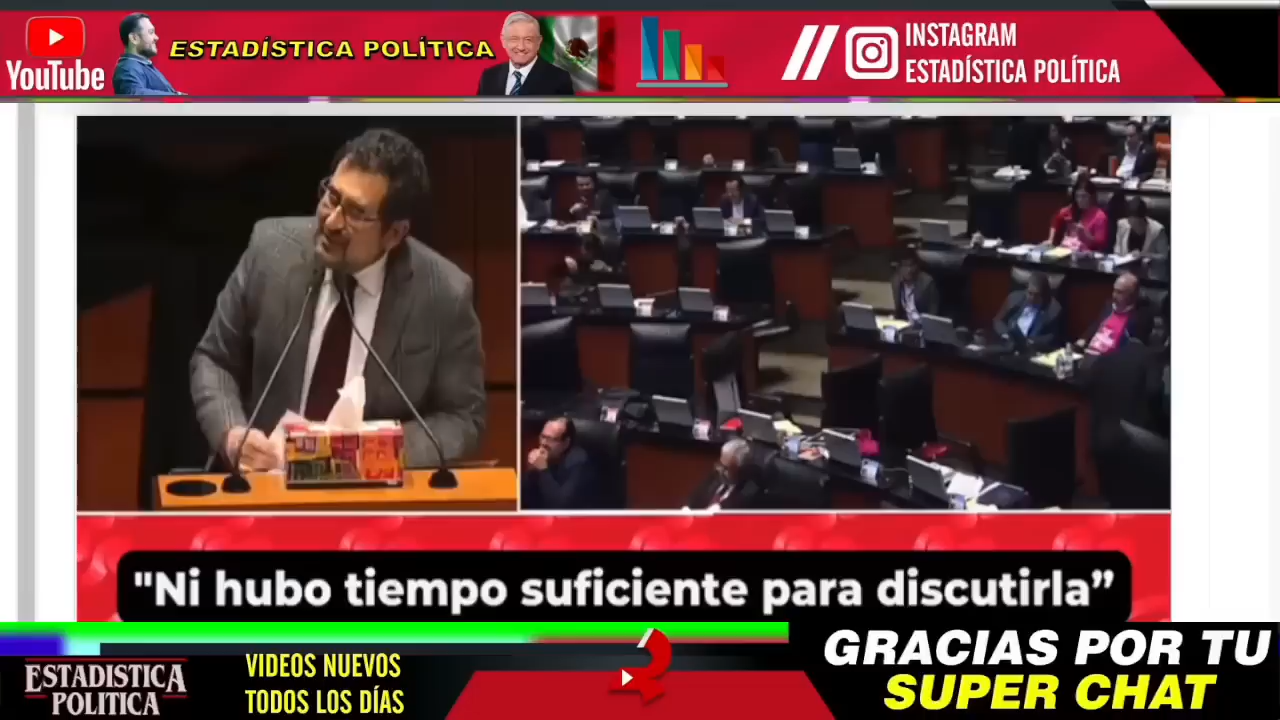 YouTube
ESTADÍSTICA POLÍTICA
INSTAGRAM
ESTADÍSTICA POLÍTICA
"Ni hubo tiempo suficiente para discutirla”
ESTADISTICA
POLÍTICA
VIDEOS NUEVOS
TODOS LOS DÍAS
GRACIAS POR TU
SUPER CHAT